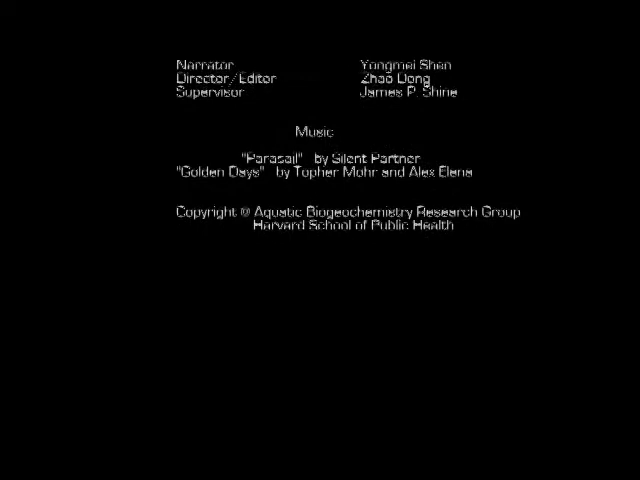 Narrator Yongmei Shen
Director/Editor Zhao Dong
Supervisor James P. Shine
Music
"Parasail" by Silent Partner
"Golden Days" by Topher Mohr and Alex Elena
Copyright © Aquatic Biogeochemistry Research Group
Harvard School of Public Health